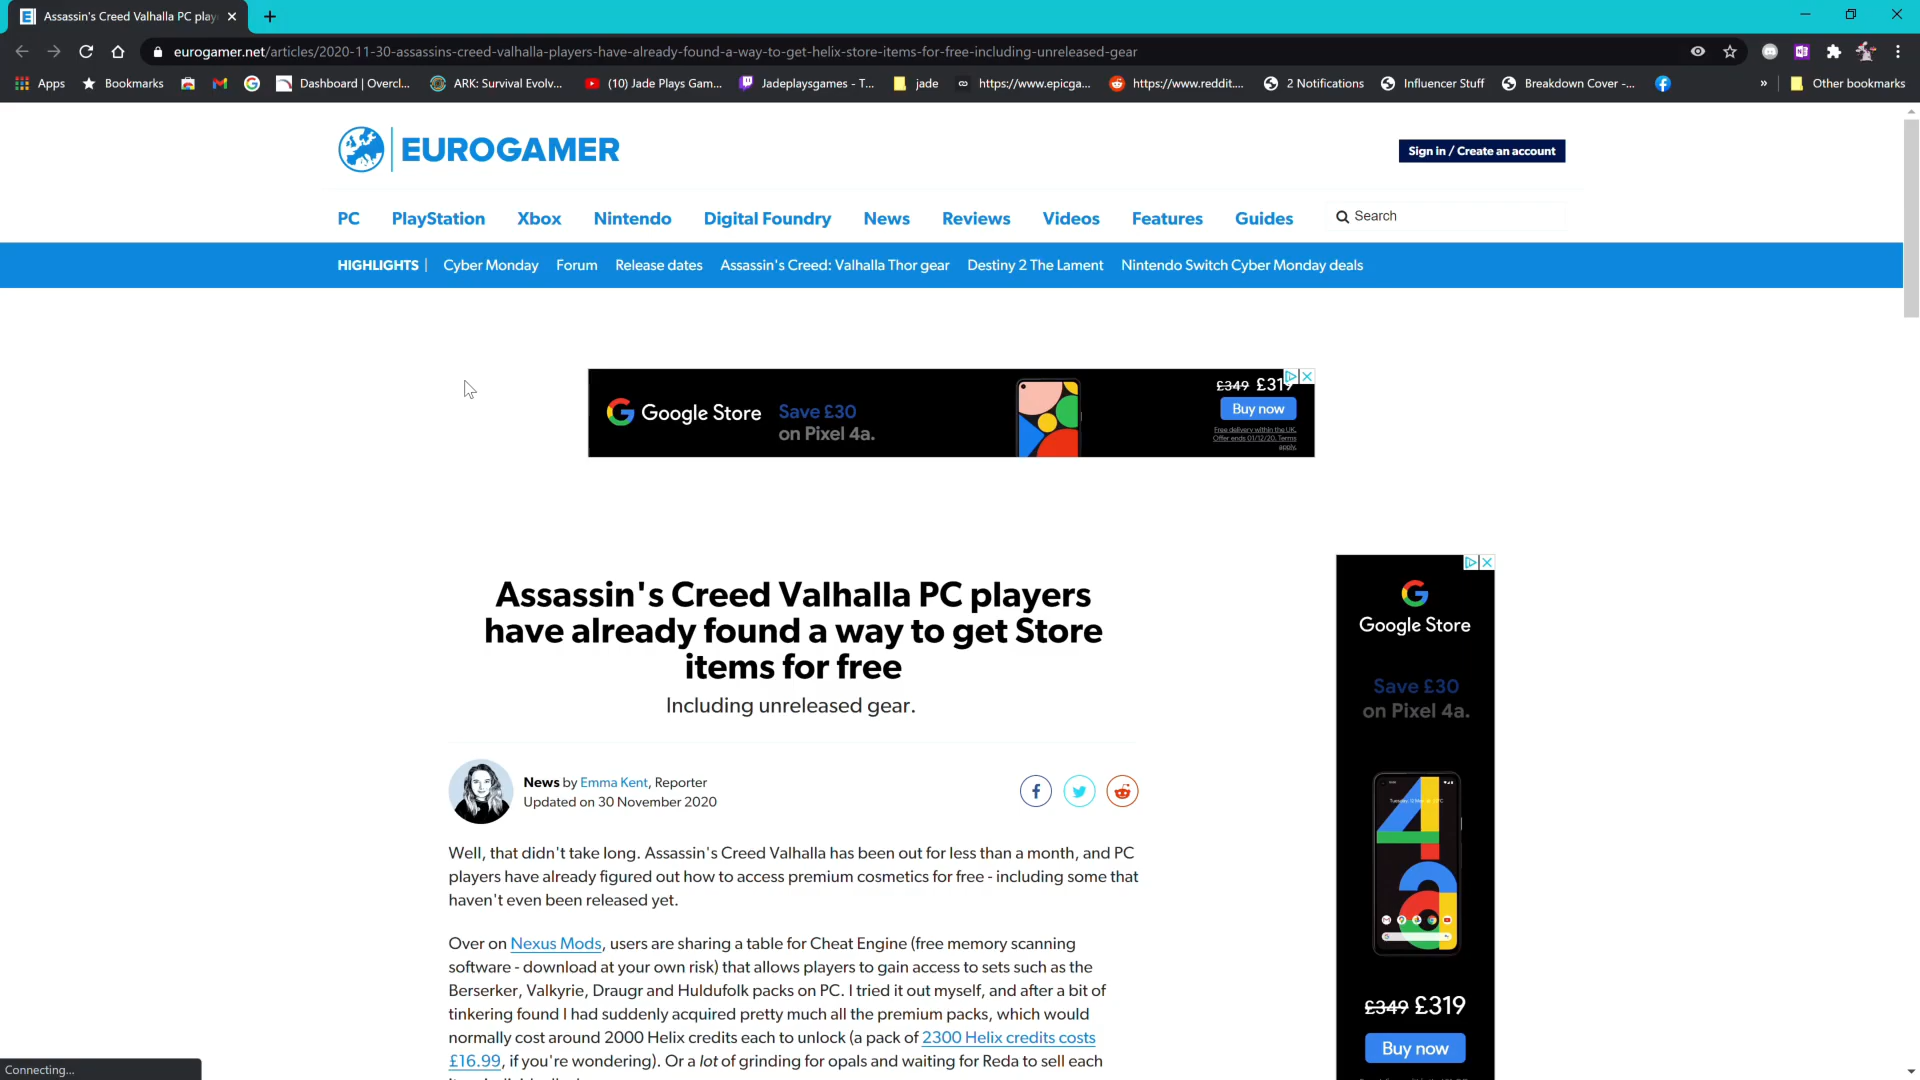 Assassin's Creed Valhalla PC play
eurogamer.net/articles/2020-11-30-assassins-creed-valhalla-players-have-already-found-a-way-to-get-helix-store-items-for-free-including-unreleased-gear
Apps Bookmarks Dashboard | Overcl... ARK: Survival Evolv... (10) Jade Plays Gam... Jadeplaysgames - T... jade https://www.epicga... https://www.reddit.... 2 Notifications Influencer Stuff Breakdown Cover -... » Other bookmarks
EUROGAMER
Sign in / Create an account
PC PlayStation Xbox Nintendo Digital Foundry News Reviews Videos Features Guides Search
HIGHLIGHTS | Cyber Monday Forum Release dates Assassin's Creed: Valhalla Thor gear Destiny 2 The Lament Nintendo Switch Cyber Monday deals
Google Store
Save £30
on Pixel 4a.
£349 £319
Buy now
Free delivery within the UK.
Offer ends 01/12/20. Terms
apply.
Assassin's Creed Valhalla PC players
have already found a way to get Store
items for free
Including unreleased gear.
News by Emma Kent, Reporter
Updated on 30 November 2020
Well, that didn't take long. Assassin's Creed Valhalla has been out for less than a month, and PC
players have already figured out how to access premium cosmetics for free - including some that
haven't even been released yet.
Over on Nexus Mods, users are sharing a table for Cheat Engine (free memory scanning
software - download at your own risk) that allows players to gain access to sets such as the
Berserker, Valkyrie, Draugr and Huldufolk packs on PC. I tried it out myself, and after a bit of
tinkering found I had suddenly acquired pretty much all the premium packs, which would
normally cost around 2000 Helix credits each to unlock (a pack of 2300 Helix credits costs
£16.99, if you're wondering). Or a lot of grinding for opals and waiting for Reda to sell each
Google Store
Save £30
on Pixel 4a.
£349 £319
Buy now
Connecting...